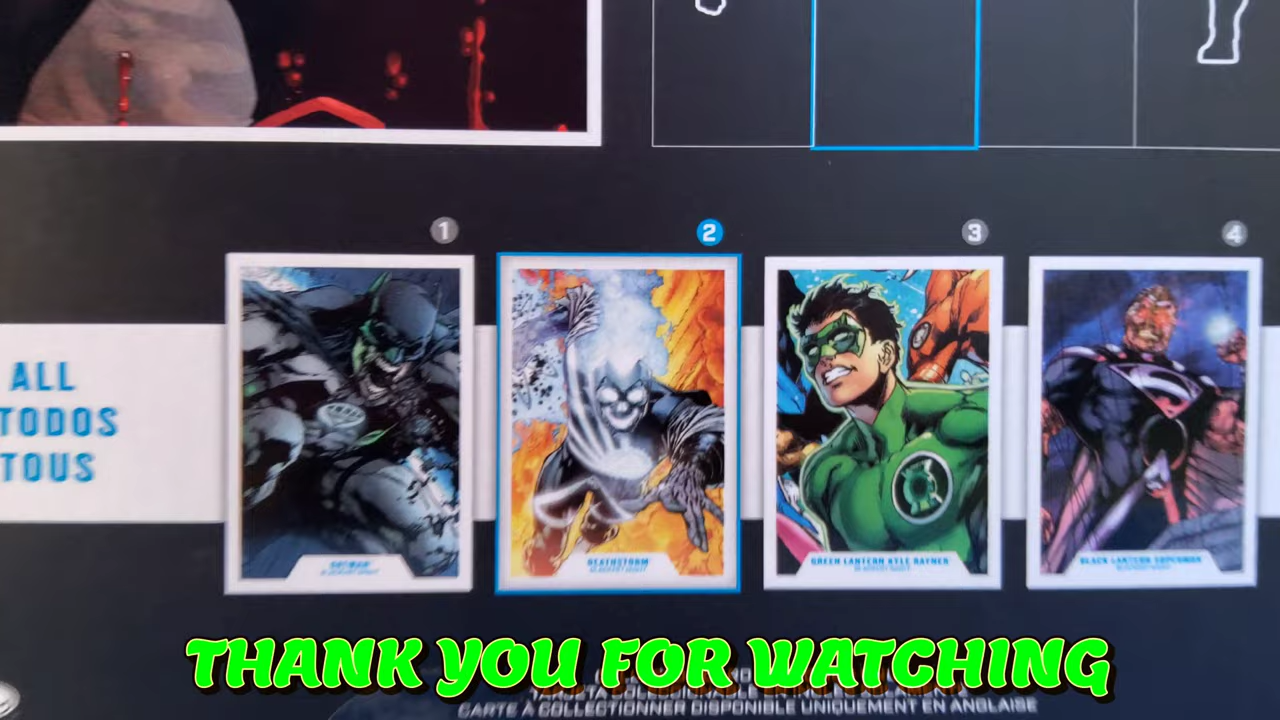 1
2
3
4
ALL
TODOS
TOUS
BATMAN
DEATHSTORM
GREEN LANTERN KYLE RAYNER
BLACK LANTERN SUPERMAN
THANK YOU FOR WATCHING
CARTE À COLLECTIONNER DISPONIBLE UNIQUEMENT EN ANGLAISE